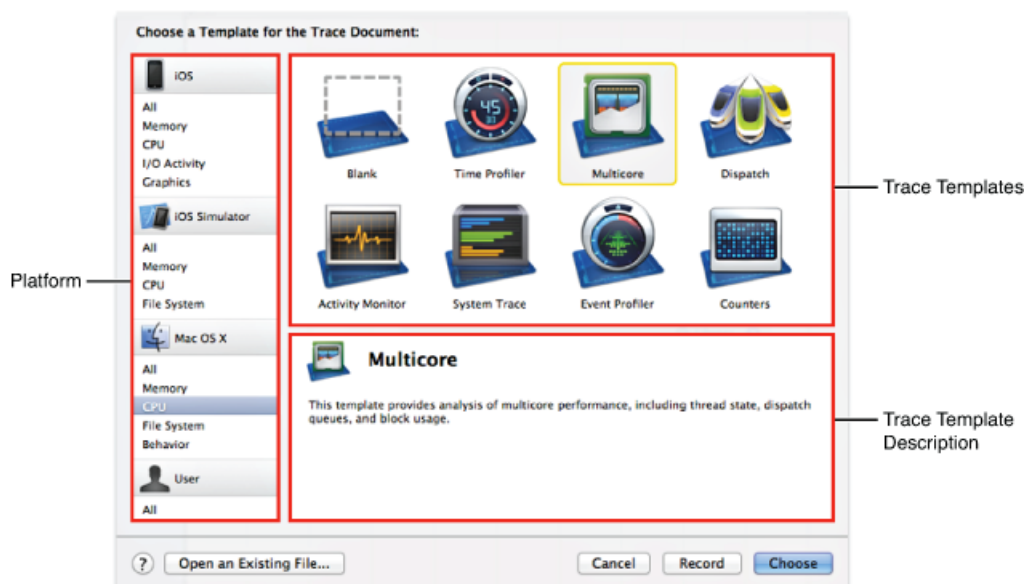 Choose a Template for the Trace Document:
iOS
All
Memory
CPU
I/O Activity
Graphics
iOS Simulator
All
Memory
CPU
File System
Mac OS X
All
Memory
CPU
File System
Behavior
User
All
Platform
Blank
Time Profiler
Multicore
Dispatch
45
Activity Monitor
System Trace
Event Profiler
Counters
Trace Templates
Multicore
This template provides analysis of multicore performance, including thread state, dispatch
queues, and block usage.
Trace Template
Description
?
Open an Existing File...
Cancel
Record
Choose